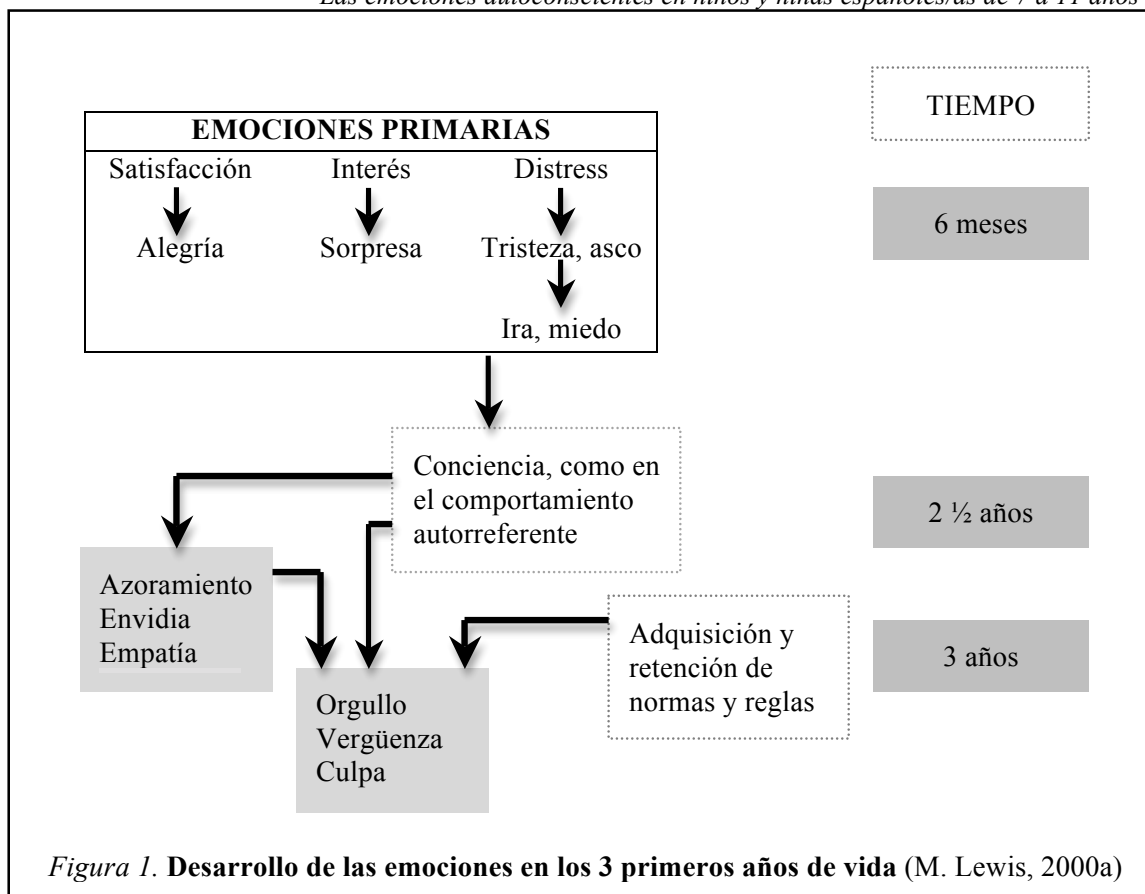 Las emociones autoconscientes en niños y niñas españoles/as de 7 a 11 años
TIEMPO
EMOCIONES PRIMARIAS
Satisfacción Interés Distress
6 meses
Alegría Sorpresa Tristeza, asco
Ira, miedo
Conciencia, como en
el comportamiento
autorreferente
2 ½ años
Azoramiento
Envidia
Empatía
Adquisición y
retención de
normas y reglas
3 años
Orgullo
Vergüenza
Culpa
Figura 1. Desarrollo de las emociones en los 3 primeros años de vida (M. Lewis, 2000a)